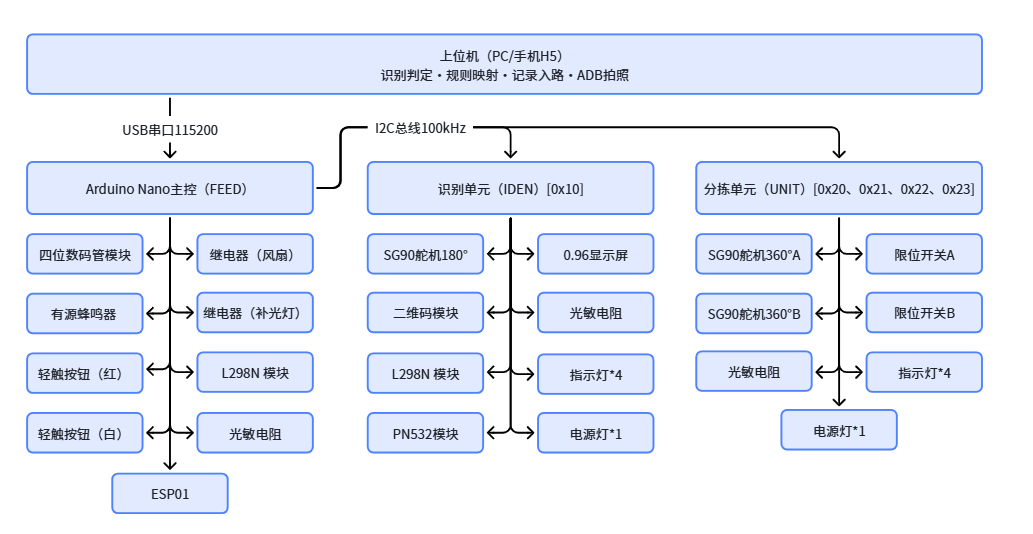 上位机（PC/手机H5）
识别判定・规则映射・记录入路・ADB拍照
USB串口115200
I2C总线100kHz
Arduino Nano主控（FEED）
四位数码管模块
继电器（风扇）
有源蜂鸣器
继电器（补光灯）
轻触按钮（红）
L298N 模块
轻触按钮（白）
光敏电阻
ESP01
识别单元（IDEN）[0x10]
SG90舵机180°
0.96显示屏
二维码模块
光敏电阻
L298N 模块
指示灯*4
PN532模块
电源灯*1
分拣单元（UNIT）[0x20、0x21、0x22、0x23]
SG90舵机360°A
限位开关A
SG90舵机360°B
限位开关B
光敏电阻
指示灯*4
电源灯*1